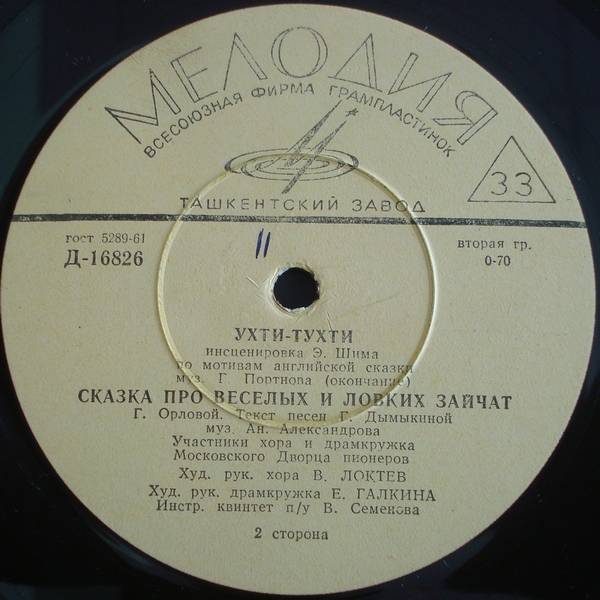 МЕЛОДИЯ
ВСЕСОЮЗНАЯ ФИРМА ГРАМПЛАСТИНОК
33
ТАШКЕНТСКИЙ ЗАВОД
гост 5289-61
Д-16826
вторая гр.
0-70
11
УХТИ-ТУХТИ
инсценировка Э. Шима
по мотивам английской сказки
муз. Г Портнова (окончание)
СКАЗКА ПРО ВЕСЕЛЫХ И ЛОВКИХ ЗАЙЧАТ
Г. Орловой. Текст песен Г. Дымыкиной
муз. Ан. Александрова
Участники хора и драмкружка
Московского Дворца пионеров
Худ. рук. хора В. ЛОКТЕВ
Худ. рук. драмкружка Е. ГАЛКИНА
Инстр. квинтет п/у В. Семенова
2 сторона